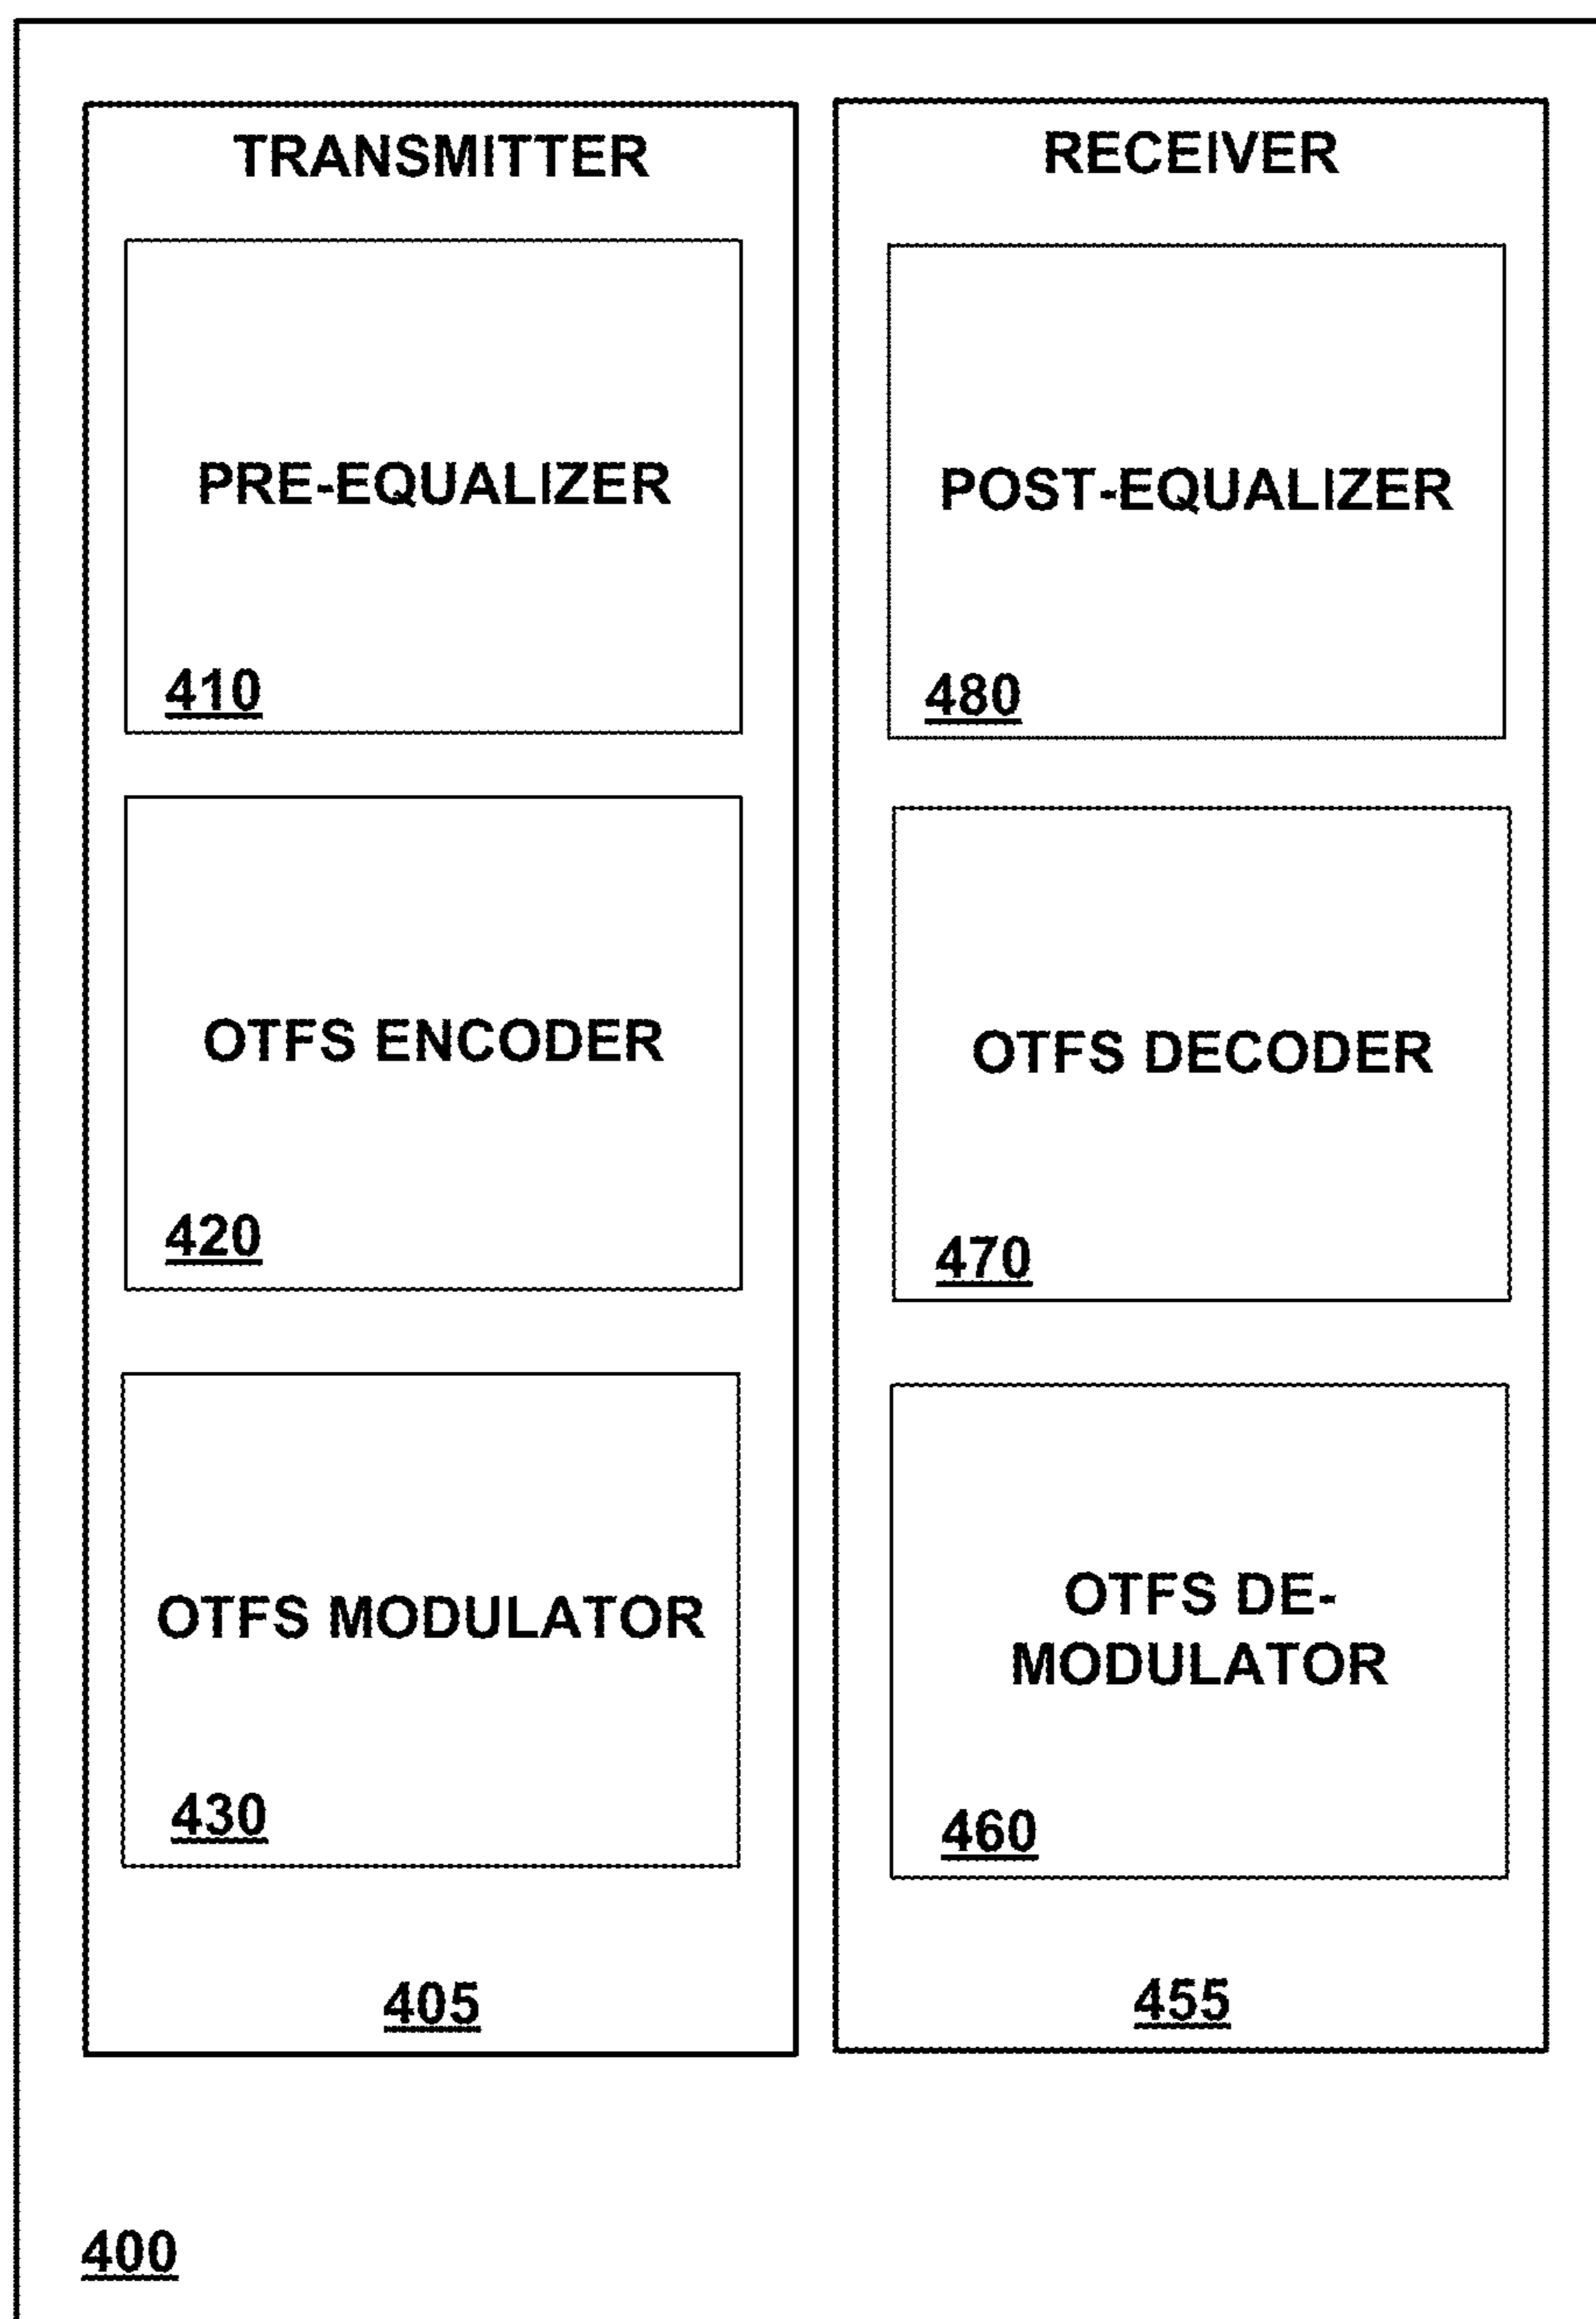 TRANSMITTER
PRE-EQUALIZER
410
OTFS ENCODER
420
OTFS MODULATOR
430
405
RECEIVER
POST-EQUALIZER
480
OTFS DECODER
470
OTFS DE-
MODULATOR
460
455
400